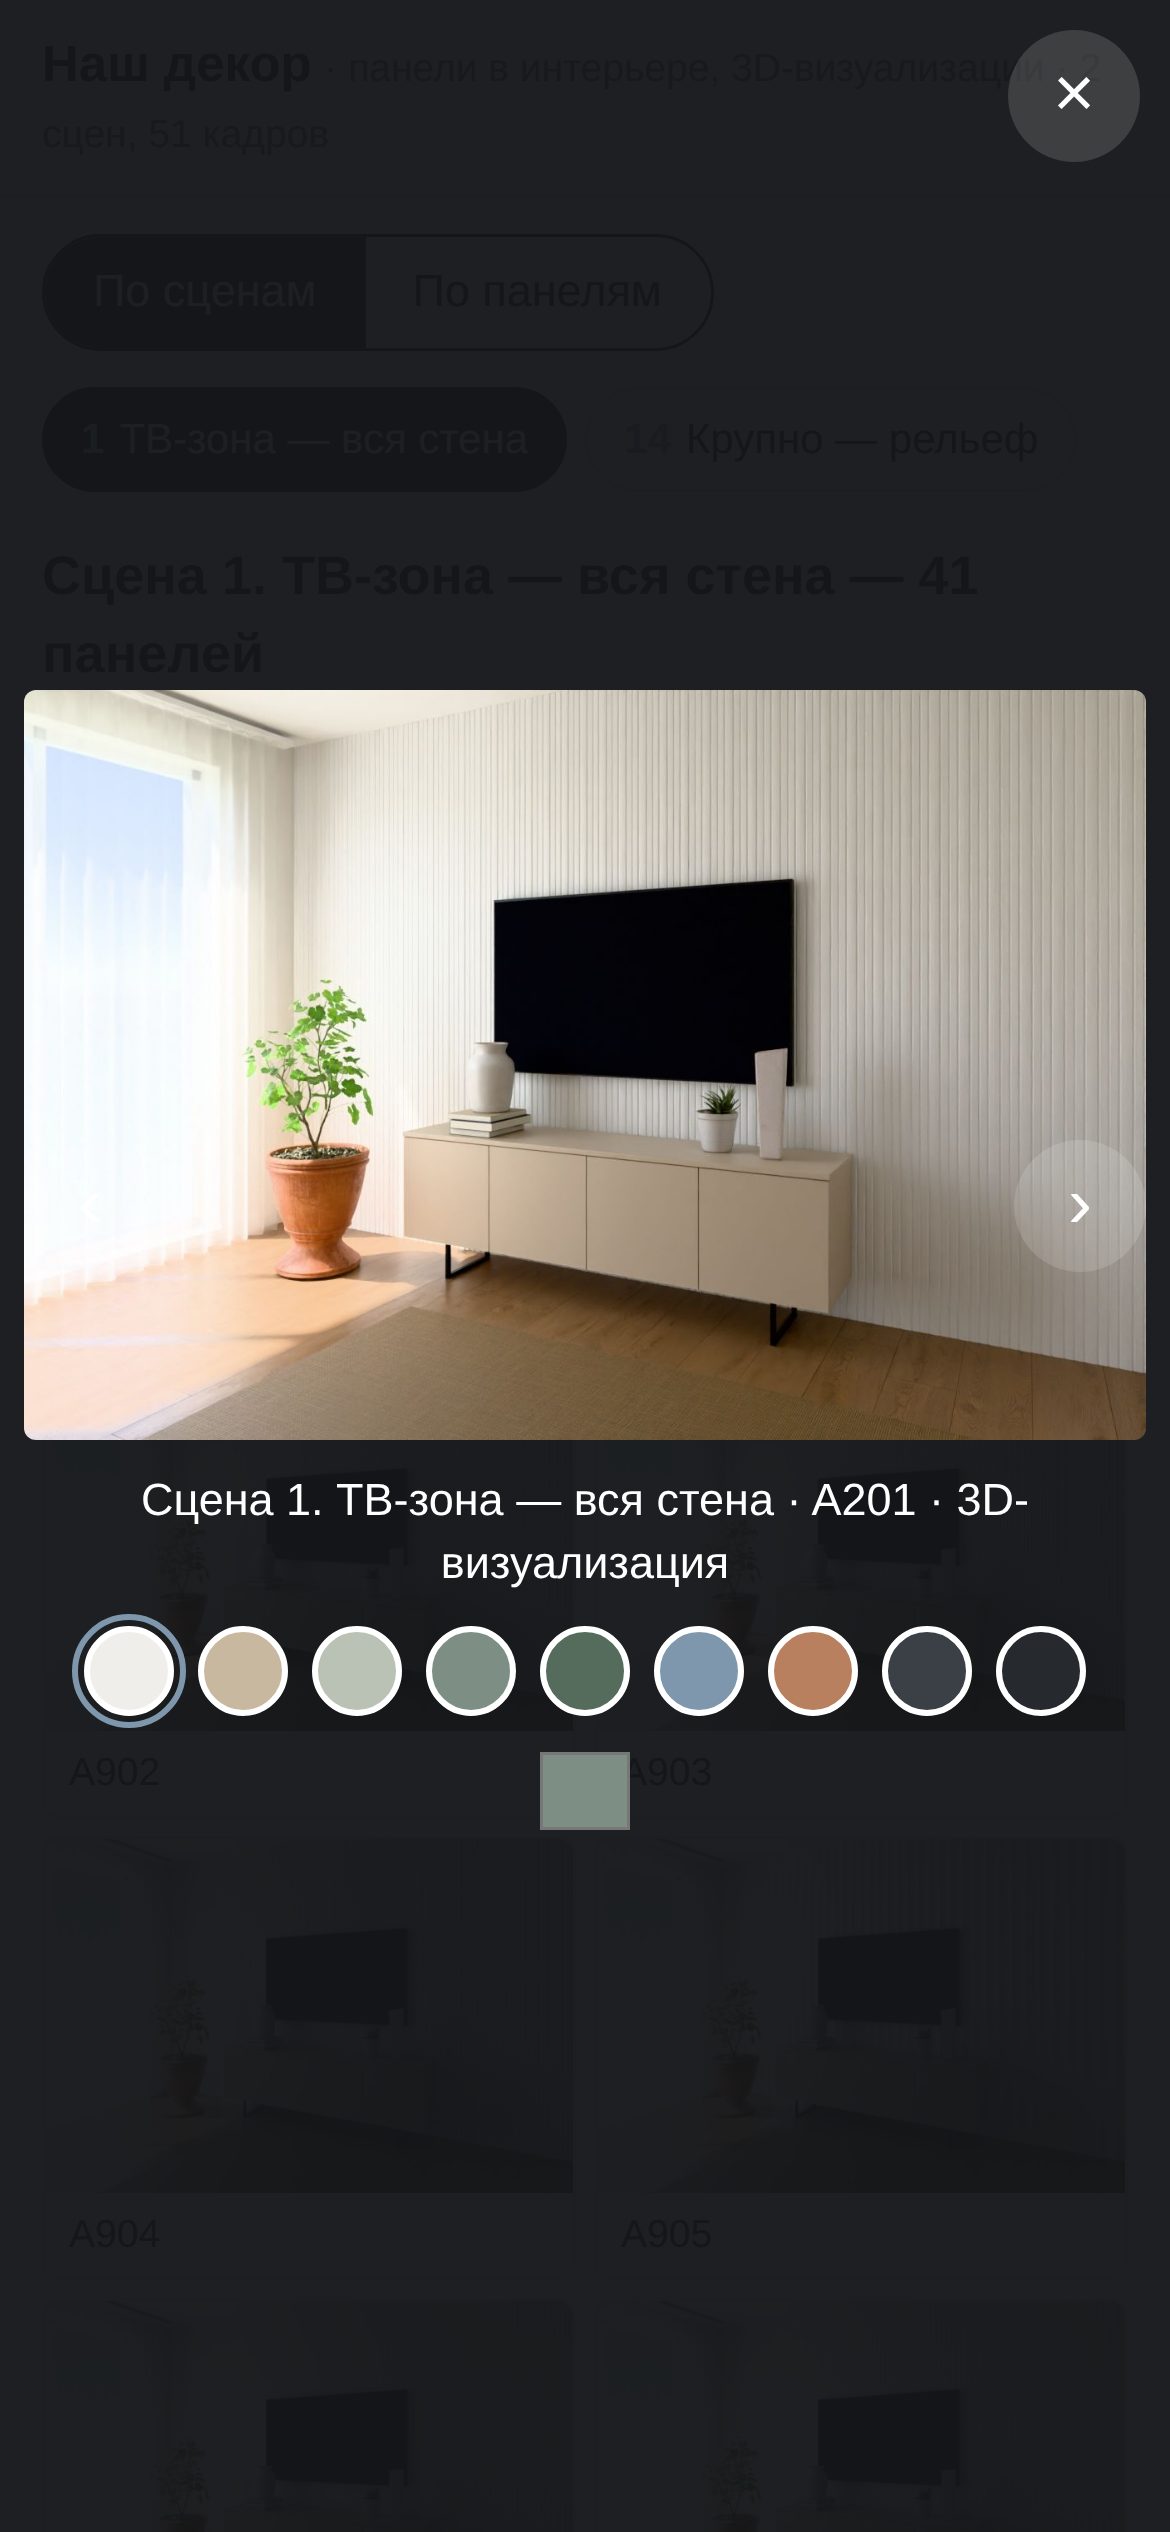 Наш декор · панели в интерьере, 3D-визуализации · 2
сцен, 51 кадров
×
По сценам По панелям
1 ТВ-зона — вся стена 14 Крупно — рельеф
Сцена 1. ТВ-зона — вся стена — 41
панелей
‹ ›
Сцена 1. ТВ-зона — вся стена · A201 · 3D-
визуализация
A902 A903
A904 A905